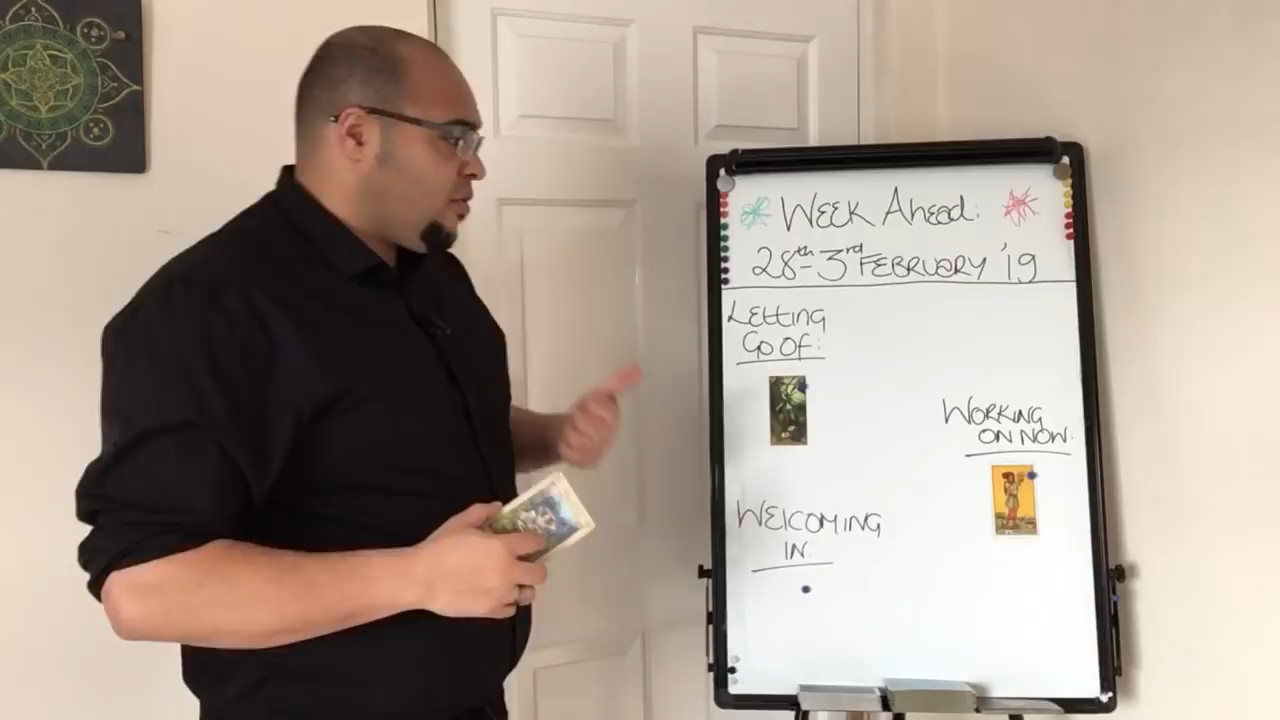 WEEK AHEAD:
28th - 3rd FEBRUARY '19
LETTING
GO OF:
WORKING
ON NOW:
WELCOMING
IN: